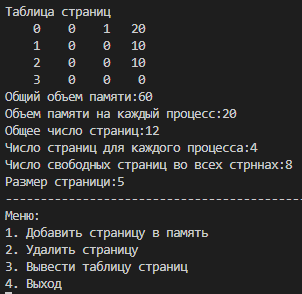 Таблица страниц
0 0 1 20
1 0 0 10
2 0 0 10
3 0 0 0
Общий объем памяти:60
Объем памяти на каждый процесс:20
Общее число страниц:12
Число страниц для каждого процесса:4
Число свободных страниц во всех стрннах:8
Размер страници:5
--------------------------------------------
Меню:
1. Добавить страницу в память
2. Удалить страницу
3. Вывести таблицу страниц
4. Выход